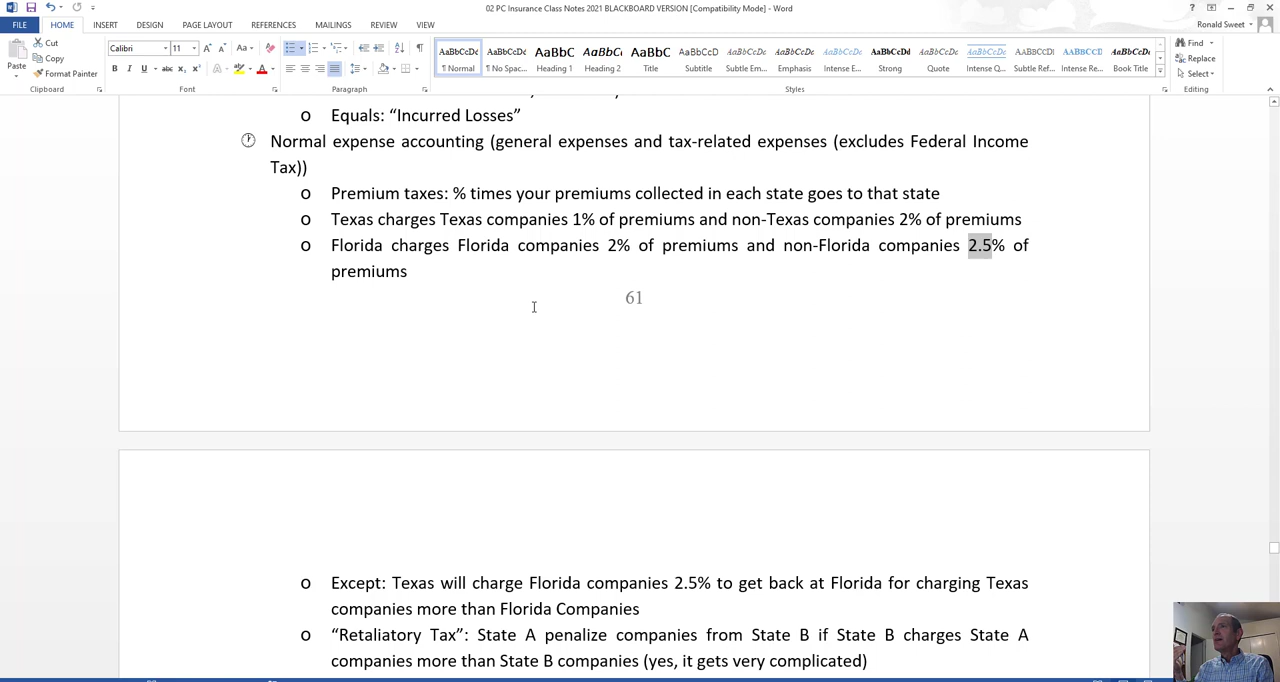 02 PC Insurance Class Notes 2021 BLACKBOARD VERSION [Compatibility Mode] - Word
FILE HOME INSERT DESIGN PAGE LAYOUT REFERENCES MAILINGS REVIEW VIEW Ronald Sweet
Paste
Cut
Copy
Format Painter
Clipboard
Calibri 11
Font
Paragraph
AaBbCcDc AaBbCcDc AaBbC AaBbCc AaBbC AaBbCcD AaBbCcDc AaBbCcDc AaBbCcDc AaBbCcDd AaBbCcDc AaBbCcDc AaBbCcDd AABBCCDD AaBbCcDc
¶ Normal ¶ No Spac... Heading 1 Heading 2 Title Subtitle Subtle Em... Emphasis Intense E... Strong Quote Intense Q... Subtle Ref... Intense Re... Book Title
Styles
Find
Replace
Select
Editing
o Equals: “Incurred Losses”
Normal expense accounting (general expenses and tax-related expenses (excludes Federal Income
Tax))
o Premium taxes: % times your premiums collected in each state goes to that state
o Texas charges Texas companies 1% of premiums and non-Texas companies 2% of premiums
o Florida charges Florida companies 2% of premiums and non-Florida companies 2.5% of
premiums
61
o Except: Texas will charge Florida companies 2.5% to get back at Florida for charging Texas
companies more than Florida Companies
o “Retaliatory Tax”: State A penalize companies from State B if State B charges State A
companies more than State B companies (yes, it gets very complicated)